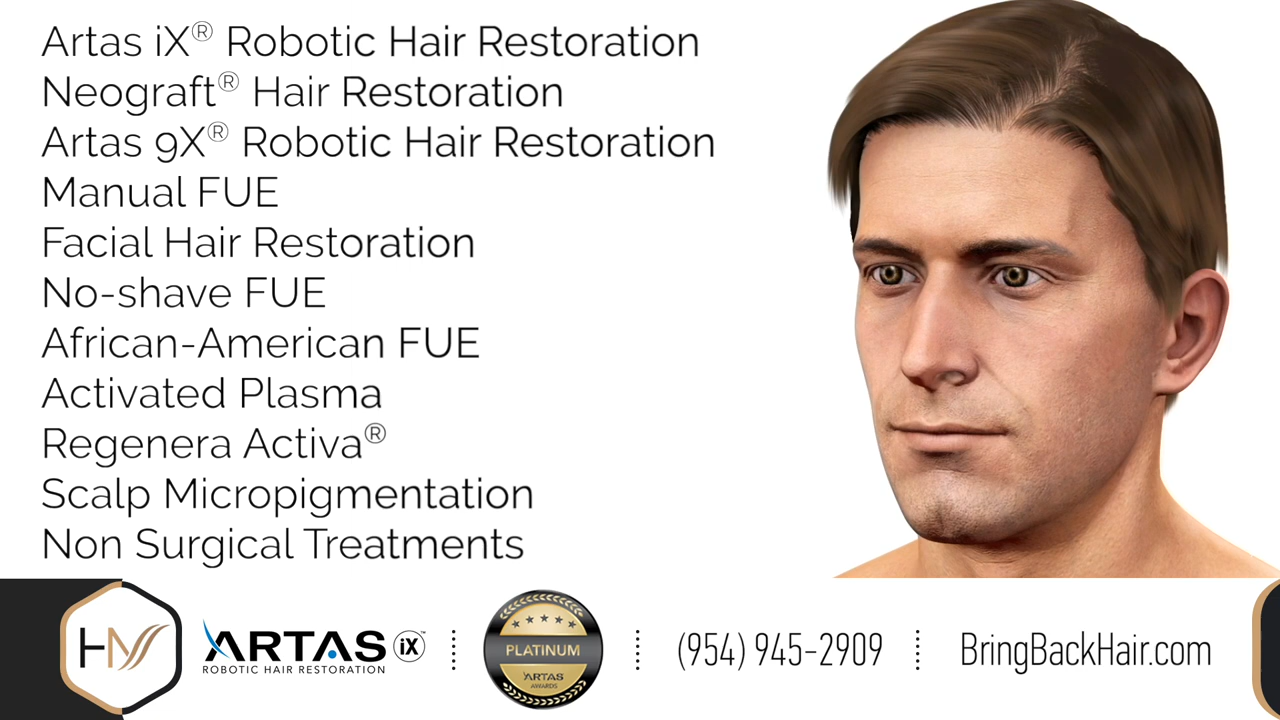 Artas iX® Robotic Hair Restoration
Neograft® Hair Restoration
Artas 9X® Robotic Hair Restoration
Manual FUE
Facial Hair Restoration
No-shave FUE
African-American FUE
Activated Plasma
Regenera Activa®
Scalp Micropigmentation
Non Surgical Treatments
HM
ARTAS iX™
ROBOTIC HAIR RESTORATION
PLATINUM
ARTAS
AWARDS
(954) 945-2909
BringBackHair.com